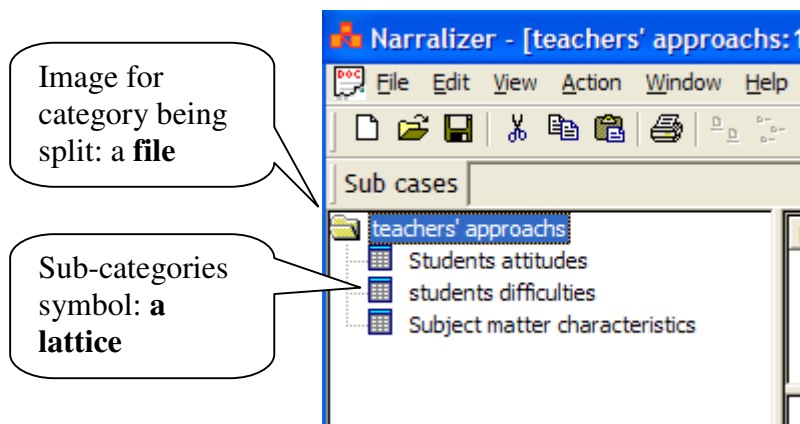 Image for
category being
split: a file
Sub-categories
symbol: a
lattice
Narralizer - [teachers' approachs:1
DOC
File Edit View Action Window Help
Sub cases
teachers' approachs
Students attitudes
students difficulties
Subject matter characteristics